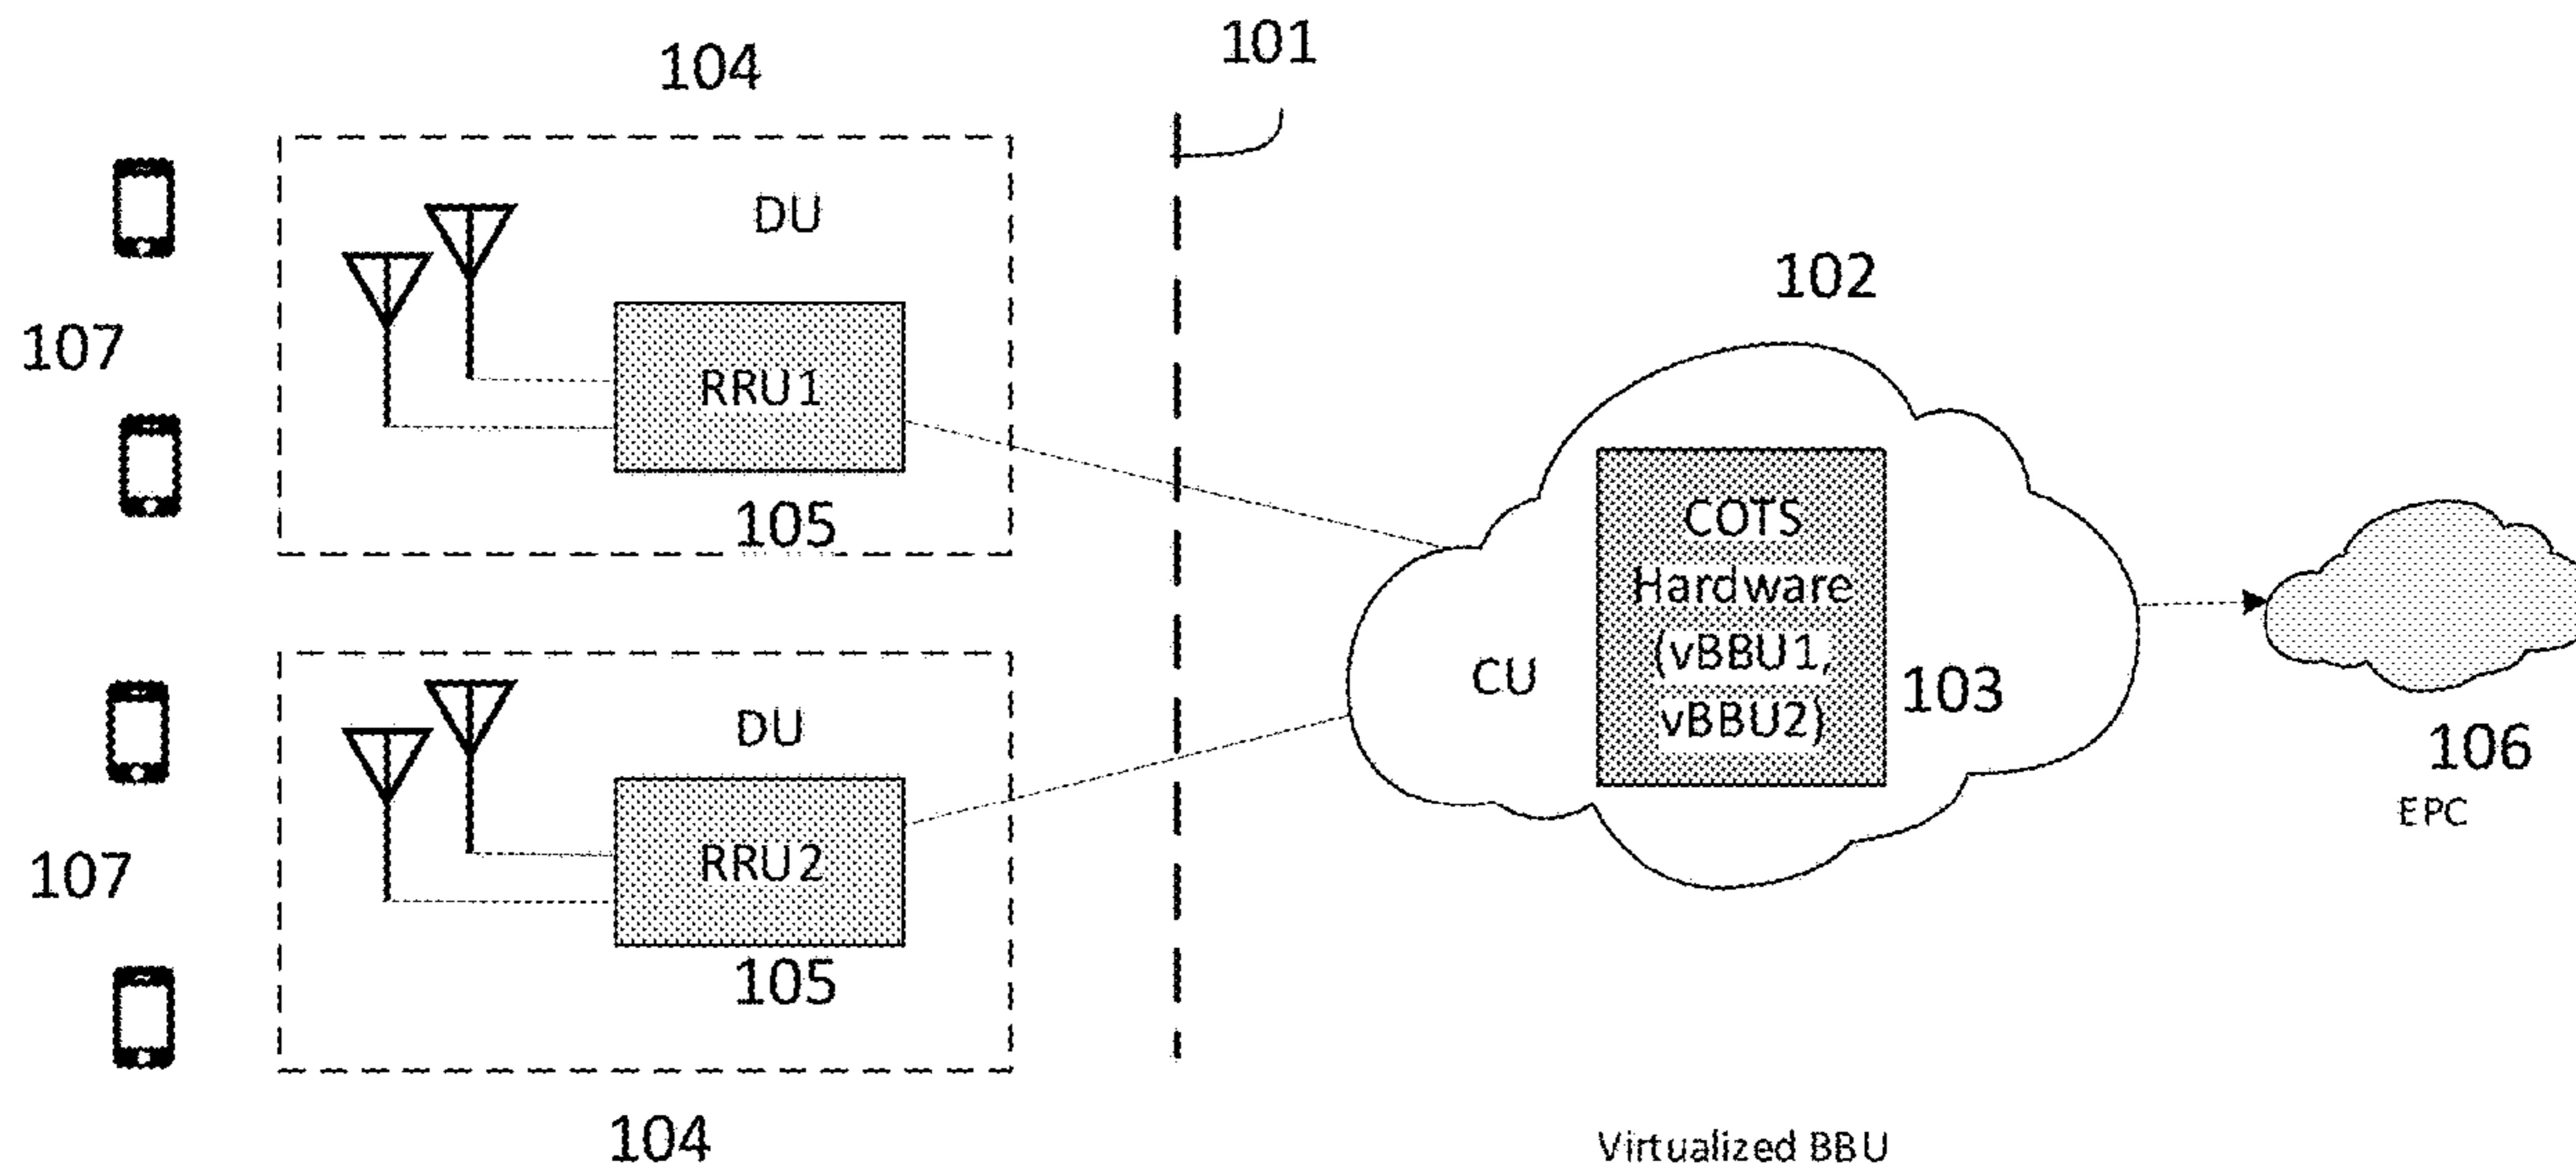 101
104
DU
107
RRU1
105
102
COTS
Hardware
(vBBU1,
vBBU2)
CU
103
106
EPC
DU
107
RRU2
105
104
Virtualized BBU